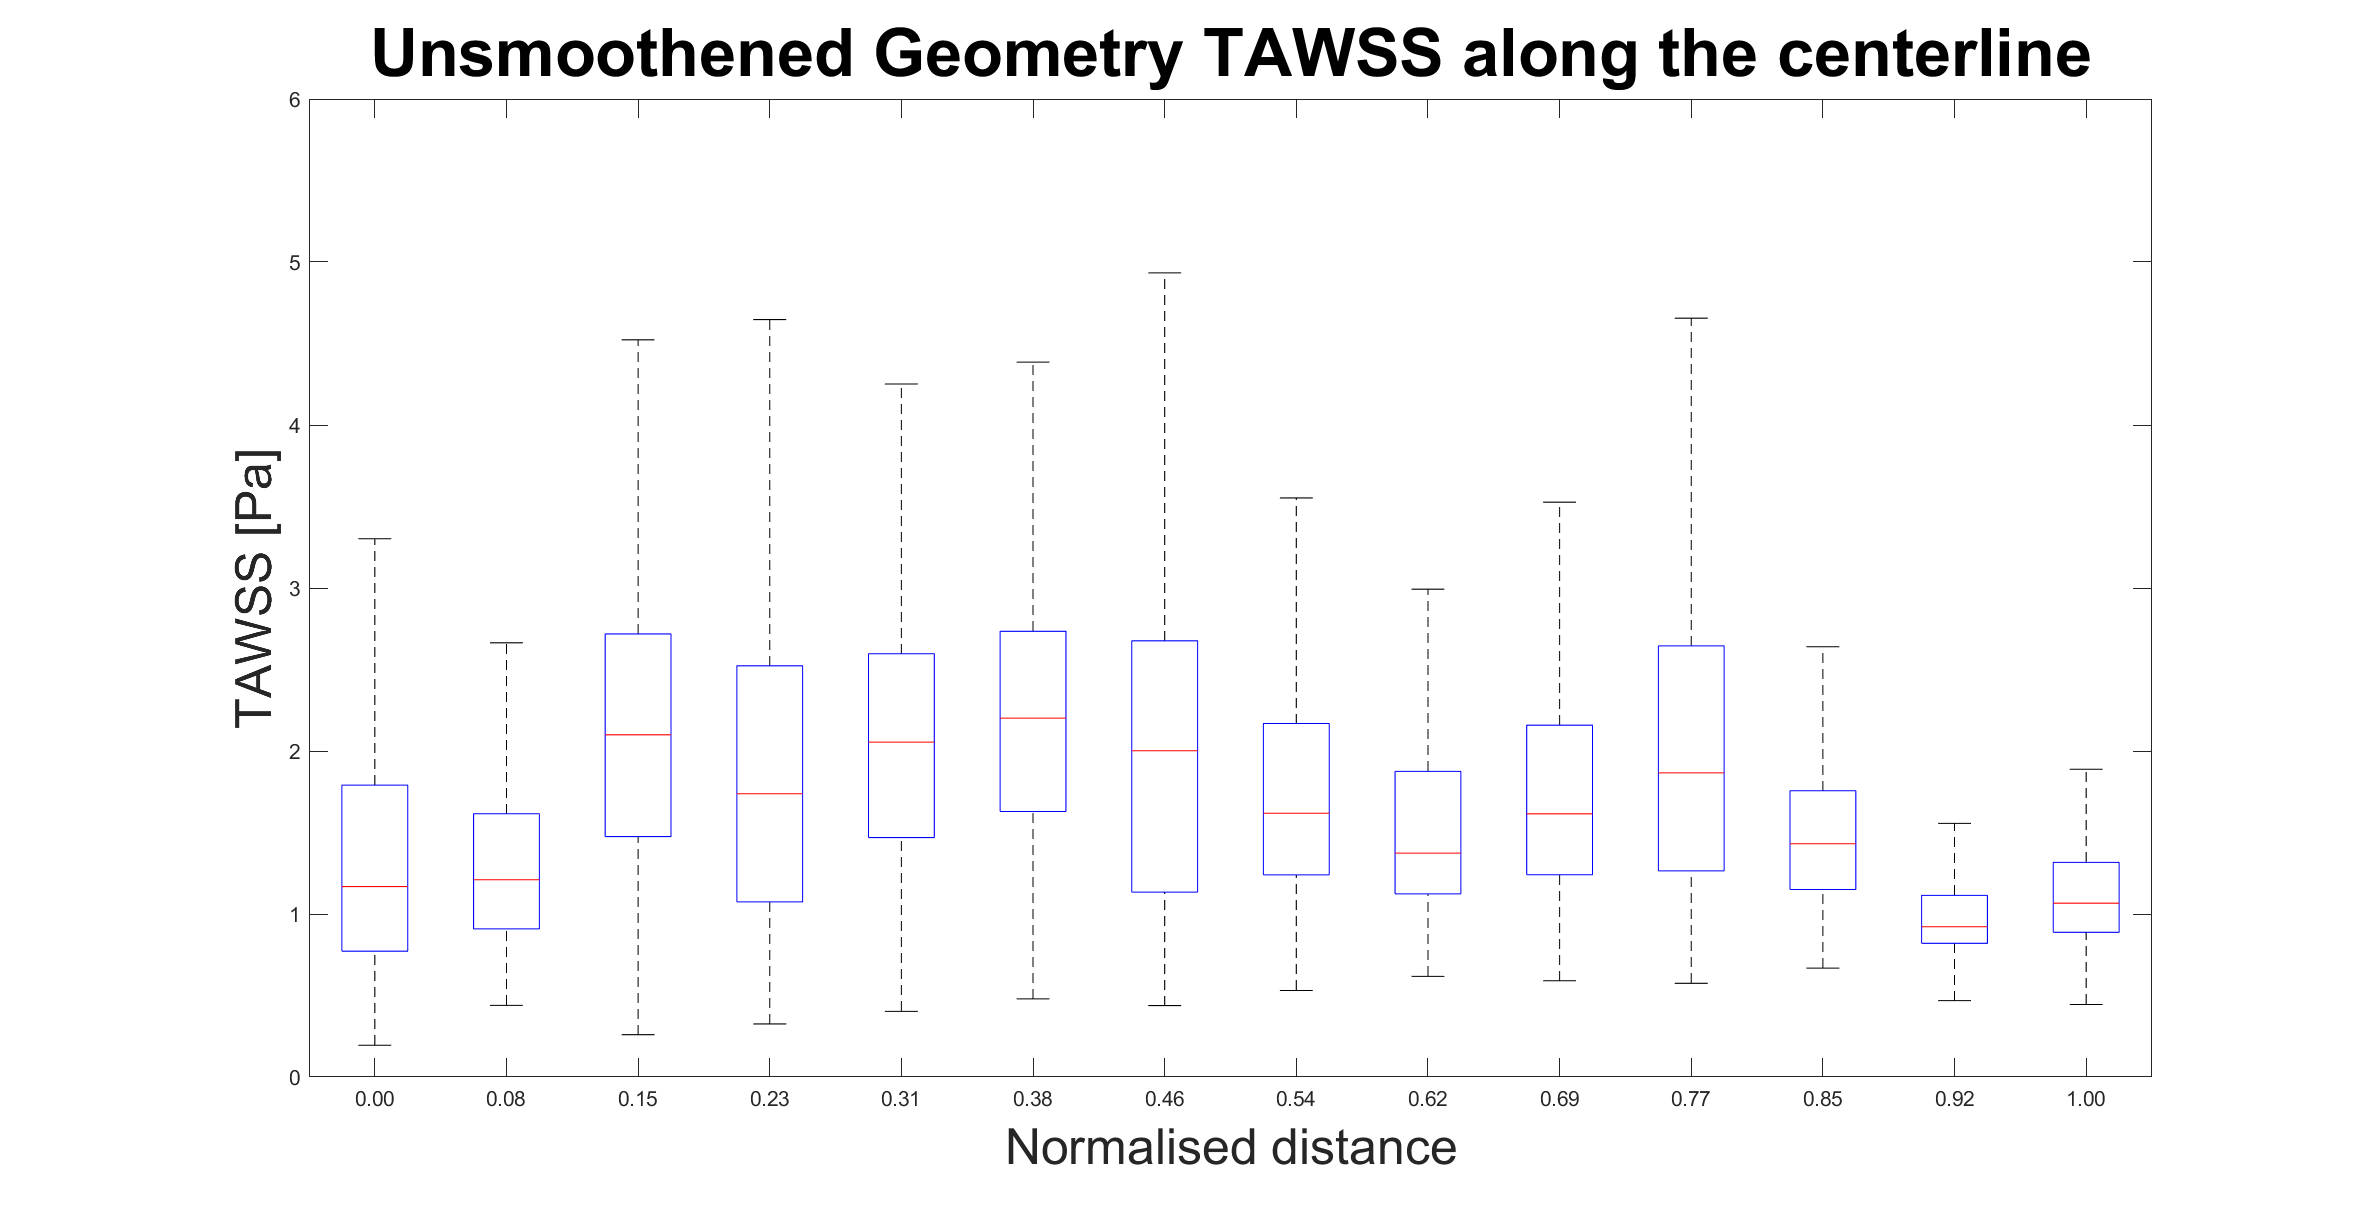 Unsmoothened Geometry TAWSS along the centerline
6
5
4
3
2
1
0
TAWSS [Pa]
0.00 0.08 0.15 0.23 0.31 0.38 0.46 0.54 0.62 0.69 0.77 0.85 0.92 1.00
Normalised distance